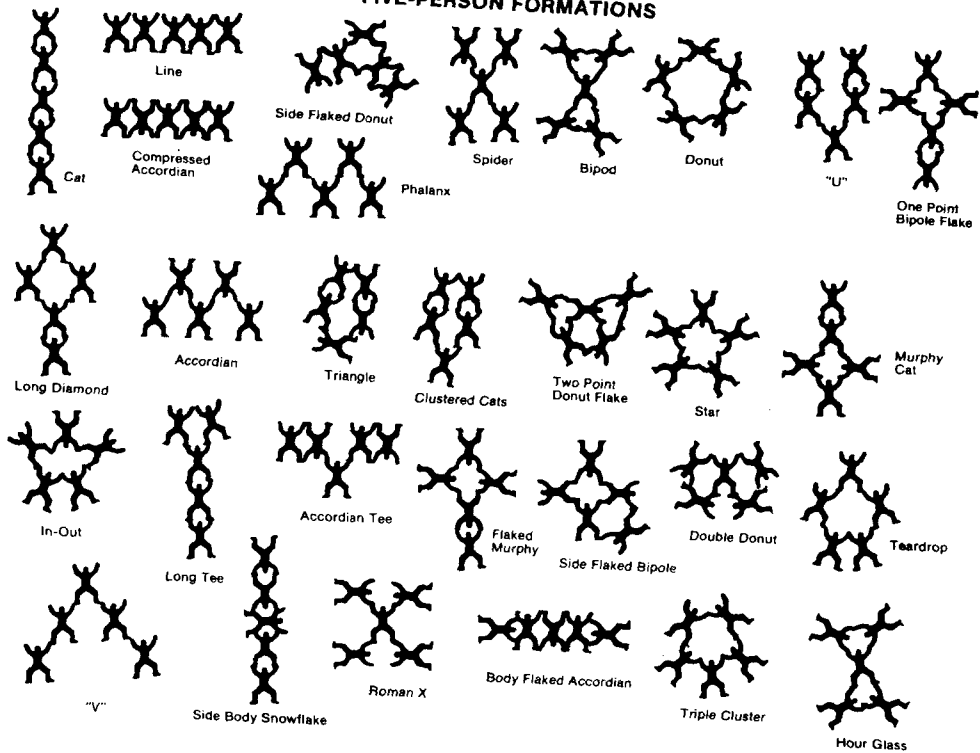 FIVE-PERSON FORMATIONS
Cat
Line
Compressed
Accordian
Side Flaked Donut
Phalanx
Spider
Bipod
Donut
"U"
One Point
Bipole Flake
Long Diamond
Accordian
Triangle
Clustered Cats
Two Point
Donut Flake
Star
Murphy
Cat
In-Out
Long Tee
Accordian Tee
Flaked
Murphy
Side Flaked Bipole
Double Donut
Teardrop
"V"
Side Body Snowflake
Roman X
Body Flaked Accordian
Triple Cluster
Hour Glass